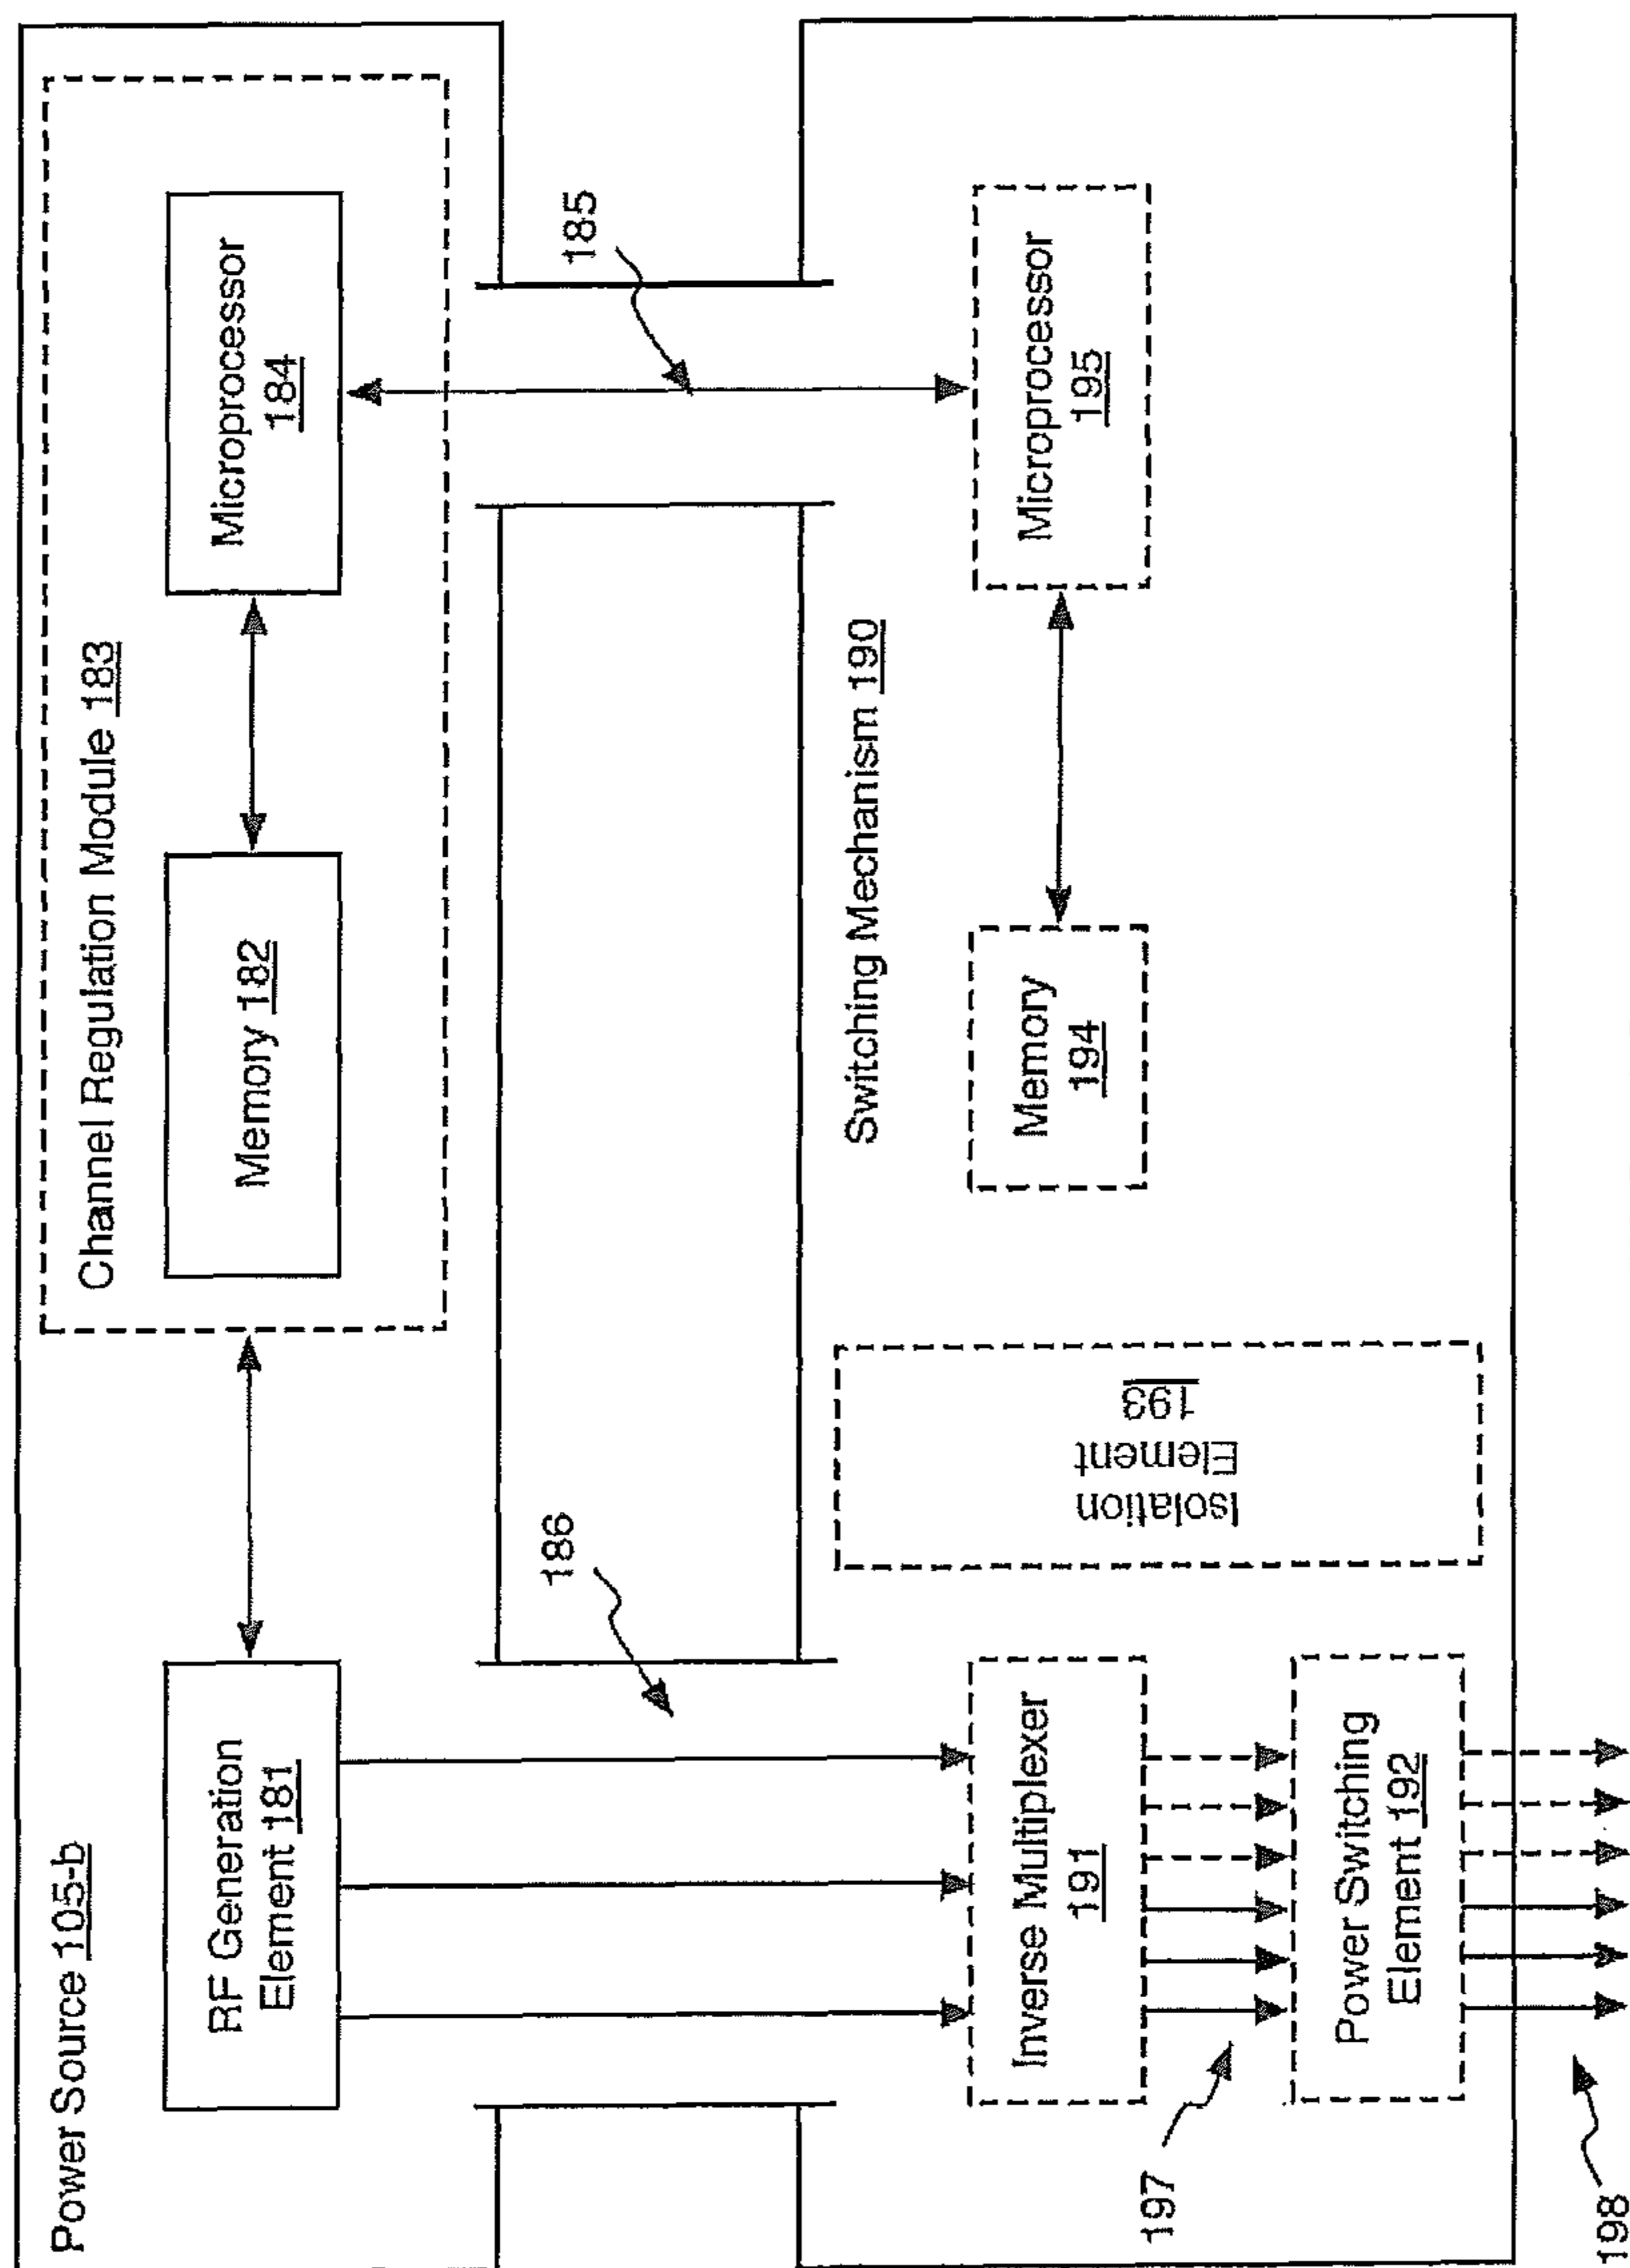 Power Source 105-b
Channel Regulation Module 183
RF Generation
Element 181
Memory 182
Microprocessor
184
186
185
Switching Mechanism 190
Inverse Multiplexer
191
Isolation
Element
193
Memory
194
Microprocessor
195
197
Power Switching
Element 192
198